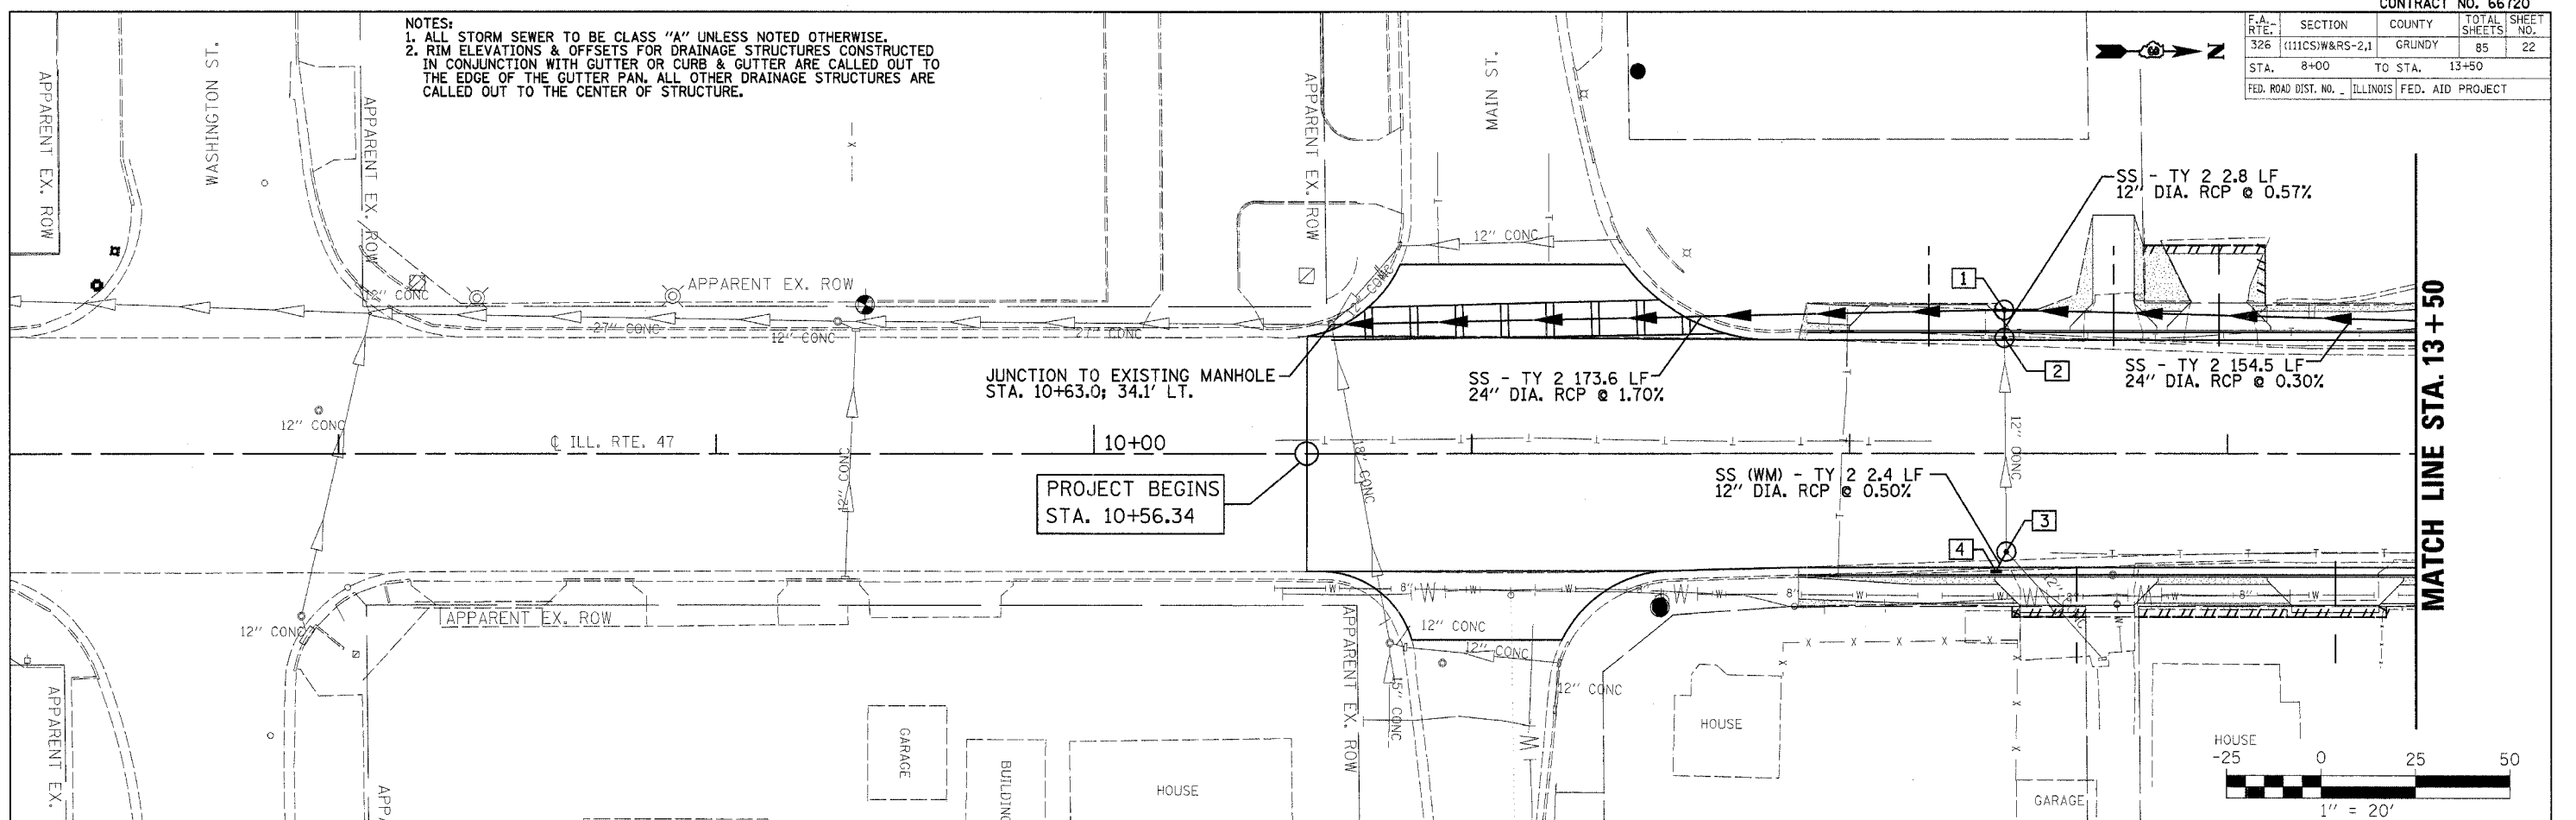 CONTRACT NO. 66720
F.A. RTE. SECTION COUNTY TOTAL SHEETS SHEET NO.
326 (111CS)W&RS-2,1 GRUNDY 85 22
STA. 8+00 TO STA. 13+50
FED. ROAD DIST. NO. _ ILLINOIS FED. AID PROJECT
N
NOTES:
1. ALL STORM SEWER TO BE CLASS "A" UNLESS NOTED OTHERWISE.
2. RIM ELEVATIONS & OFFSETS FOR DRAINAGE STRUCTURES CONSTRUCTED
IN CONJUNCTION WITH GUTTER OR CURB & GUTTER ARE CALLED OUT TO
THE EDGE OF THE GUTTER PAN. ALL OTHER DRAINAGE STRUCTURES ARE
CALLED OUT TO THE CENTER OF STRUCTURE.
APPARENT EX. ROW
WASHINGTON ST.
APPARENT EX. ROW
APPARENT EX. ROW
MAIN ST.
SS - TY 2 2.8 LF
12" DIA. RCP @ 0.57%
12" CONC
APPARENT EX. ROW
18" CONC
27" CONC
12" CONC
27" CONC
1
2
JUNCTION TO EXISTING MANHOLE
STA. 10+63.0; 34.1' LT.
SS - TY 2 173.6 LF
24" DIA. RCP @ 1.70%
SS - TY 2 154.5 LF
24" DIA. RCP @ 0.30%
MATCH LINE STA. 13+50
12" CONC
℄ ILL. RTE. 47
10+00
12" CONC
18" CONC
12" CONC
PROJECT BEGINS
STA. 10+56.34
SS (WM) - TY 2 2.4 LF
12" DIA. RCP @ 0.50%
3
4
12" CONC
APPARENT EX. ROW
8"
8"
8"
12" CONC
12" CONC
12" CONC
15" CONC
APPARENT EX. ROW
APPARENT EX.
GARAGE
BUILDING
HOUSE
HOUSE
HOUSE
GARAGE
-25 0 25 50
1" = 20'